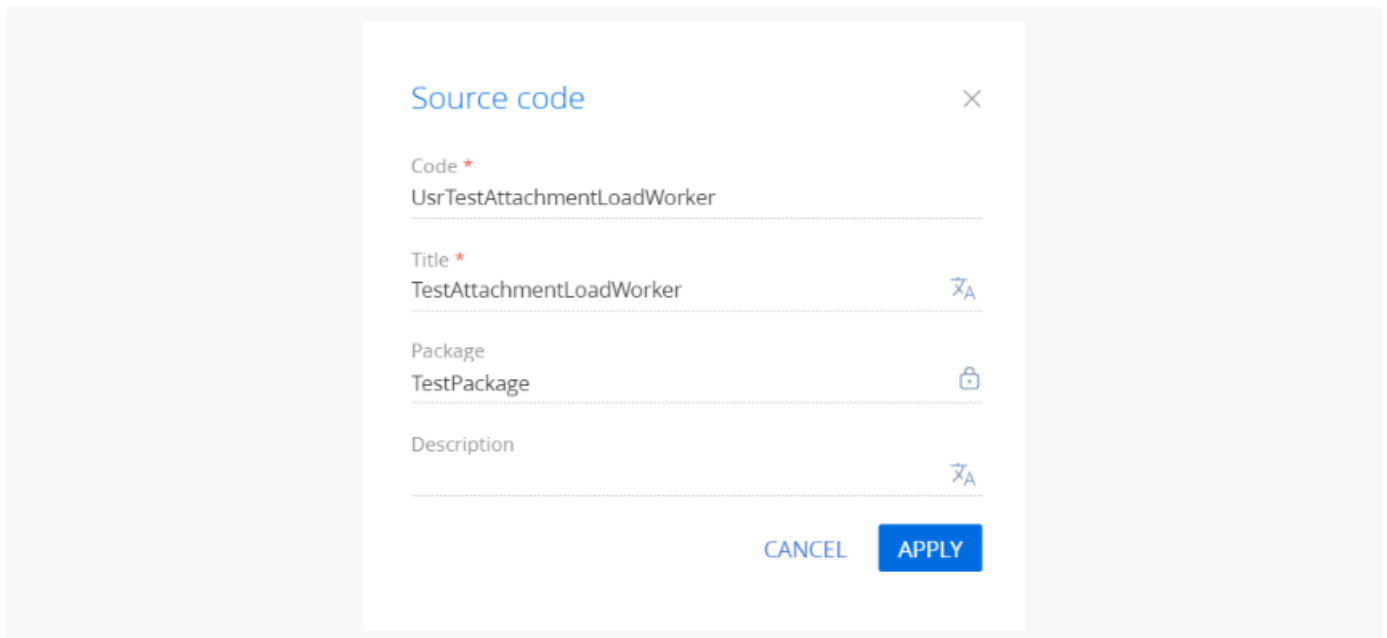 Source code
Code *
UsrTestAttachmentLoadWorker
Title *
TestAttachmentLoadWorker
Package
TestPackage
Description
CANCEL APPLY